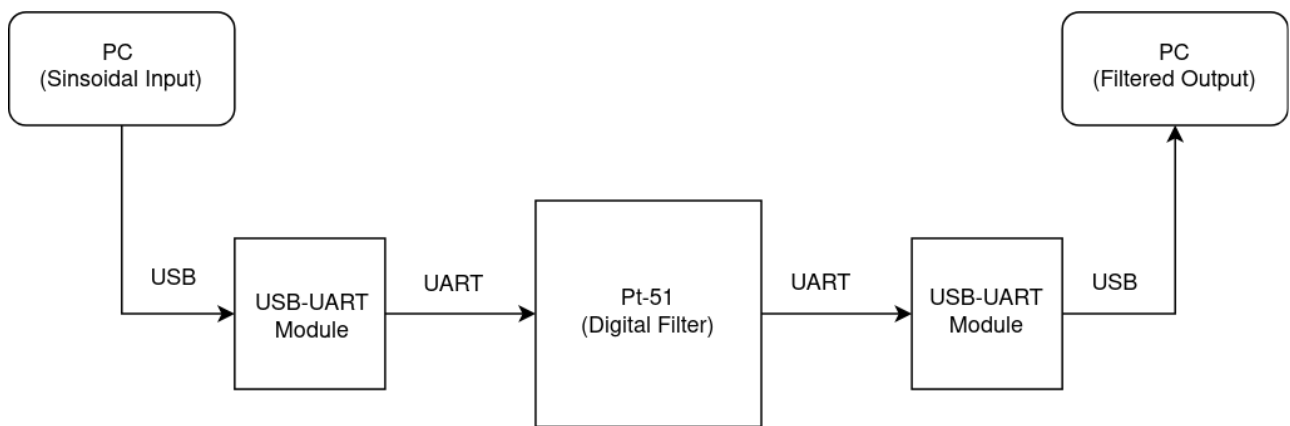 PC
(Sinsoidal Input)
PC
(Filtered Output)
USB
USB-UART
Module
UART
Pt-51
(Digital Filter)
UART
USB-UART
Module
USB